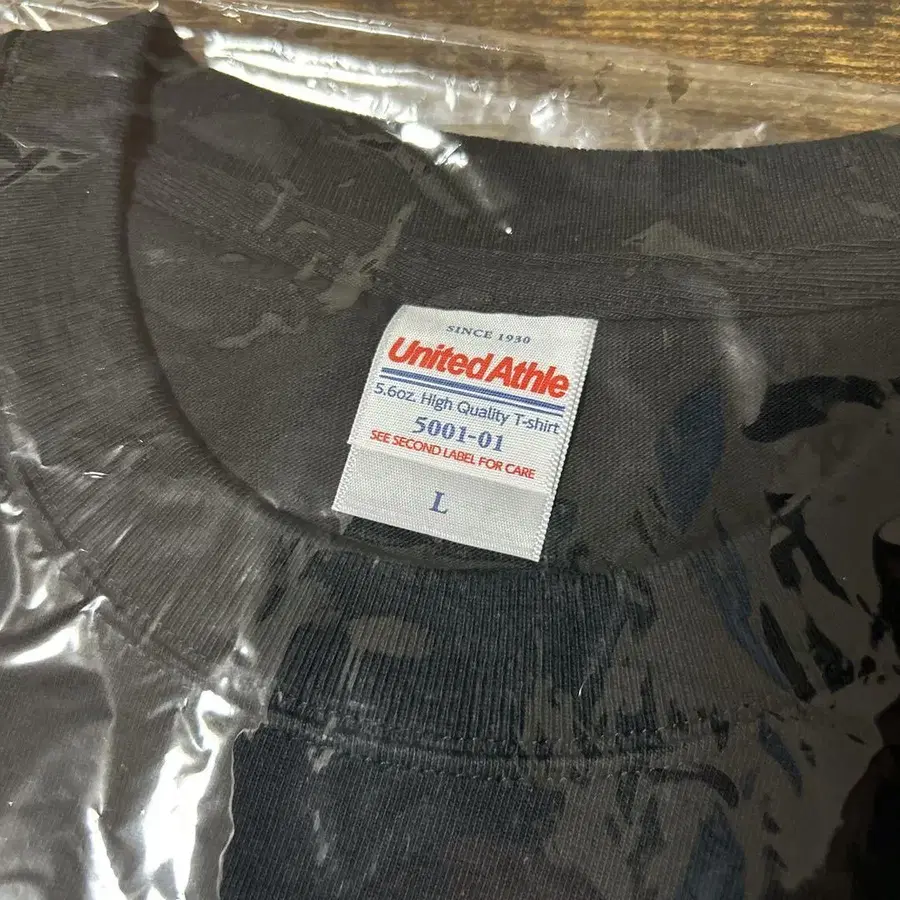 SINCE 1930
UnitedAthle
5.6oz. High Quality T-shirt
5001-01
SEE SECOND LABEL FOR CARE
L